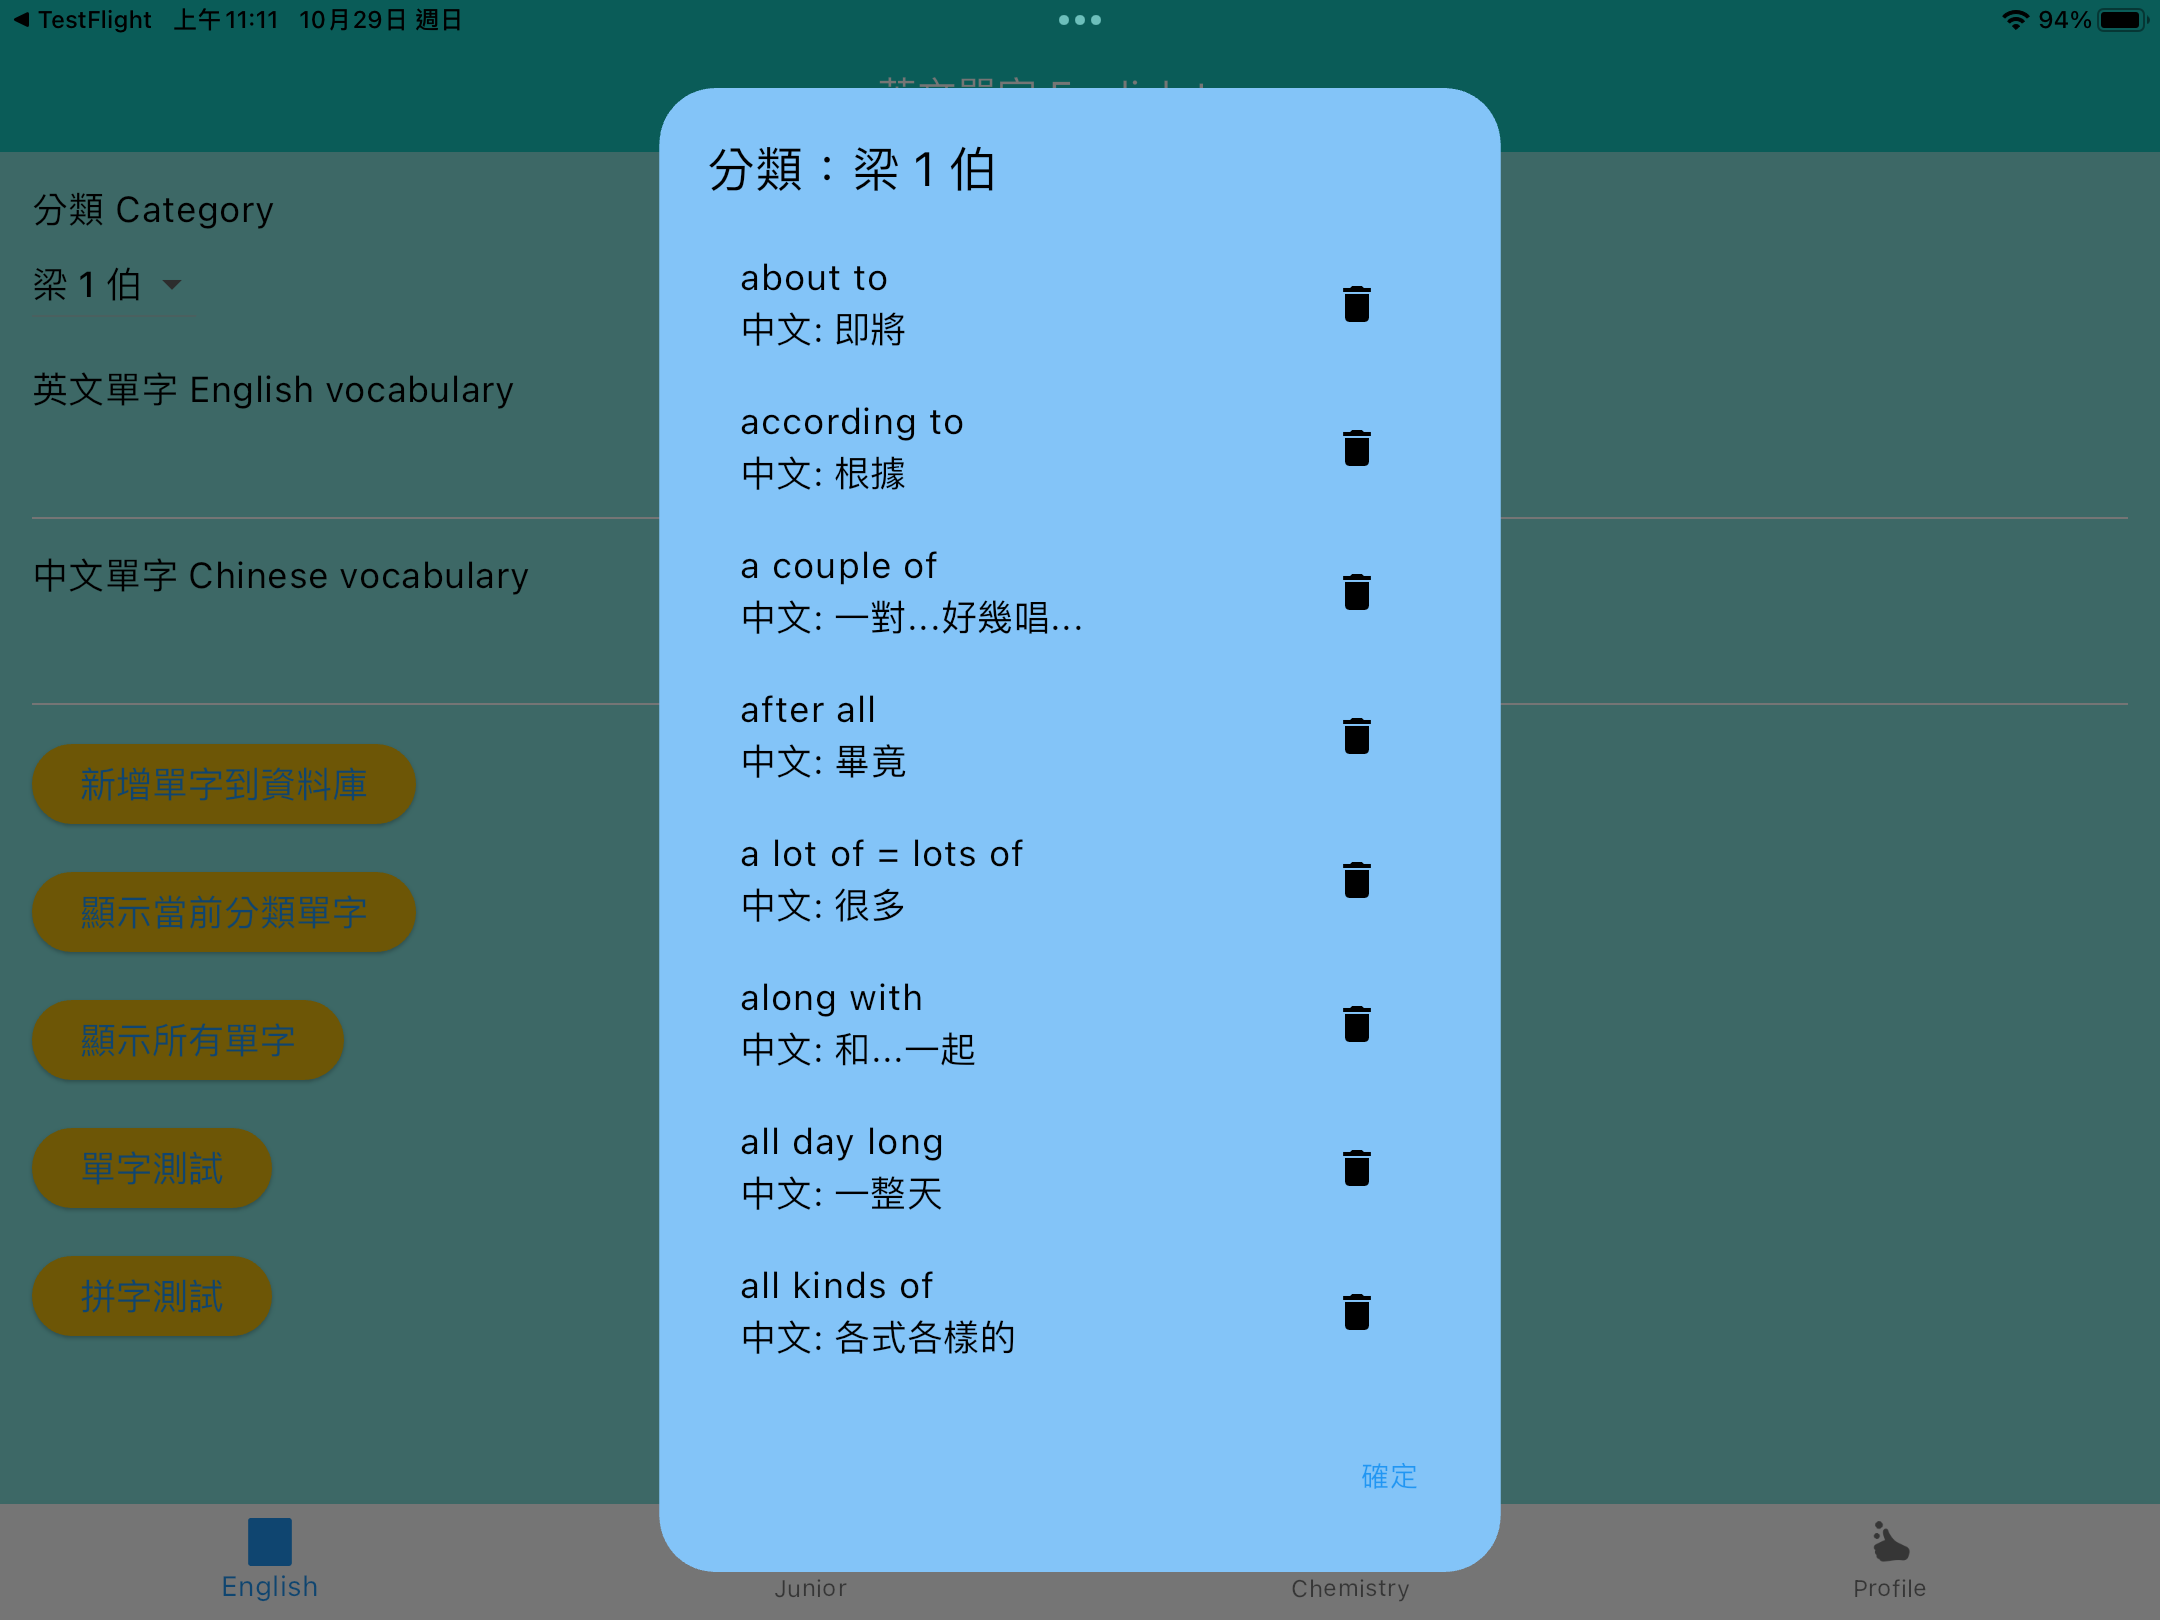 TestFlight 上午11:11 10月29日 週日
94%
分類 Category
梁 1 伯
英文單字 English vocabulary
中文單字 Chinese vocabulary
新增單字到資料庫
顯示當前分類單字
顯示所有單字
單字測試
拼字測試
分類：梁 1 伯
about to
中文: 即將
according to
中文: 根據
a couple of
中文: 一對...好幾唱...
after all
中文: 畢竟
a lot of = lots of
中文: 很多
along with
中文: 和...一起
all day long
中文: 一整天
all kinds of
中文: 各式各樣的
確定
English
Junior
Chemistry
Profile